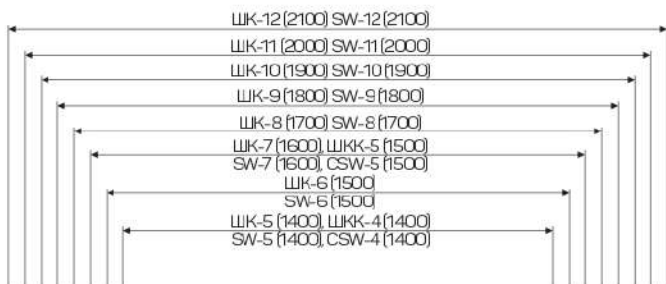 ШК-12 (2100) SW-12 (2100)
ШК-11 (2000) SW-11 (2000)
ШК-10 (1900) SW-10 (1900)
ШК-9 (1800) SW-9 (1800)
ШК-8 (1700) SW-8 (1700)
ШК-7 (1600), ШКК-5 (1500)
SW-7 (1600), CSW-5 (1500)
ШК-6 (1500)
SW-6 (1500)
ШК-5 (1400), ШКК-4 (1400)
SW-5 (1400), CSW-4 (1400)